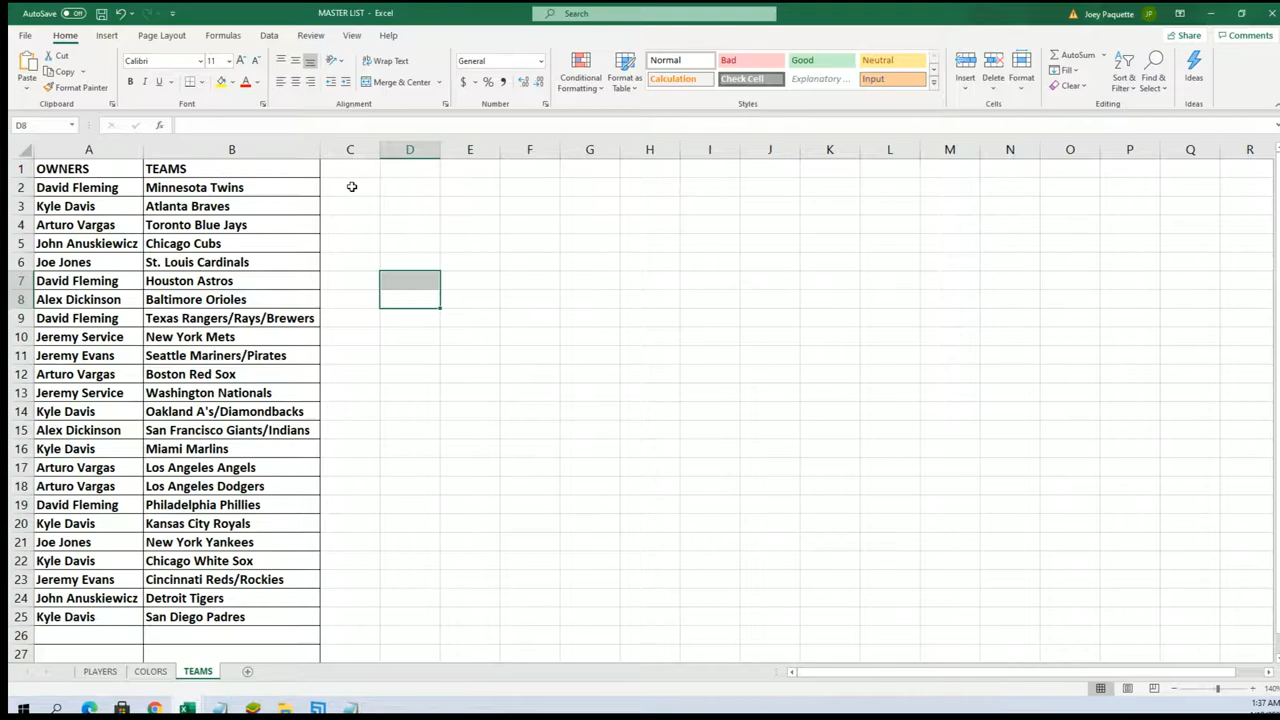 AutoSave Off MASTER LIST - Excel Search Joey Paquette JP
File Home Insert Page Layout Formulas Data Review View Help Share Comments
Paste Cut Copy Format Painter Clipboard
Calibri 11 A A B I U A Font
Wrap Text Merge & Center Alignment
General $ % , Number
Conditional Formatting Format as Table Normal Bad Good Neutral Calculation Check Cell Explanatory ... Input Styles
Insert Delete Format Cells
AutoSum Fill Clear Sort & Filter Find & Select Editing Ideas Ideas
D8 fx
A B C D E F G H I J K L M N O P Q R
1 OWNERS TEAMS
2 David Fleming Minnesota Twins
3 Kyle Davis Atlanta Braves
4 Arturo Vargas Toronto Blue Jays
5 John Anuskiewicz Chicago Cubs
6 Joe Jones St. Louis Cardinals
7 David Fleming Houston Astros
8 Alex Dickinson Baltimore Orioles
9 David Fleming Texas Rangers/Rays/Brewers
10 Jeremy Service New York Mets
11 Jeremy Evans Seattle Mariners/Pirates
12 Arturo Vargas Boston Red Sox
13 Jeremy Service Washington Nationals
14 Kyle Davis Oakland A's/Diamondbacks
15 Alex Dickinson San Francisco Giants/Indians
16 Kyle Davis Miami Marlins
17 Arturo Vargas Los Angeles Angels
18 Arturo Vargas Los Angeles Dodgers
19 David Fleming Philadelphia Phillies
20 Kyle Davis Kansas City Royals
21 Joe Jones New York Yankees
22 Kyle Davis Chicago White Sox
23 Jeremy Evans Cincinnati Reds/Rockies
24 John Anuskiewicz Detroit Tigers
25 Kyle Davis San Diego Padres
26
27
PLAYERS COLORS TEAMS
140%
1:37 AM